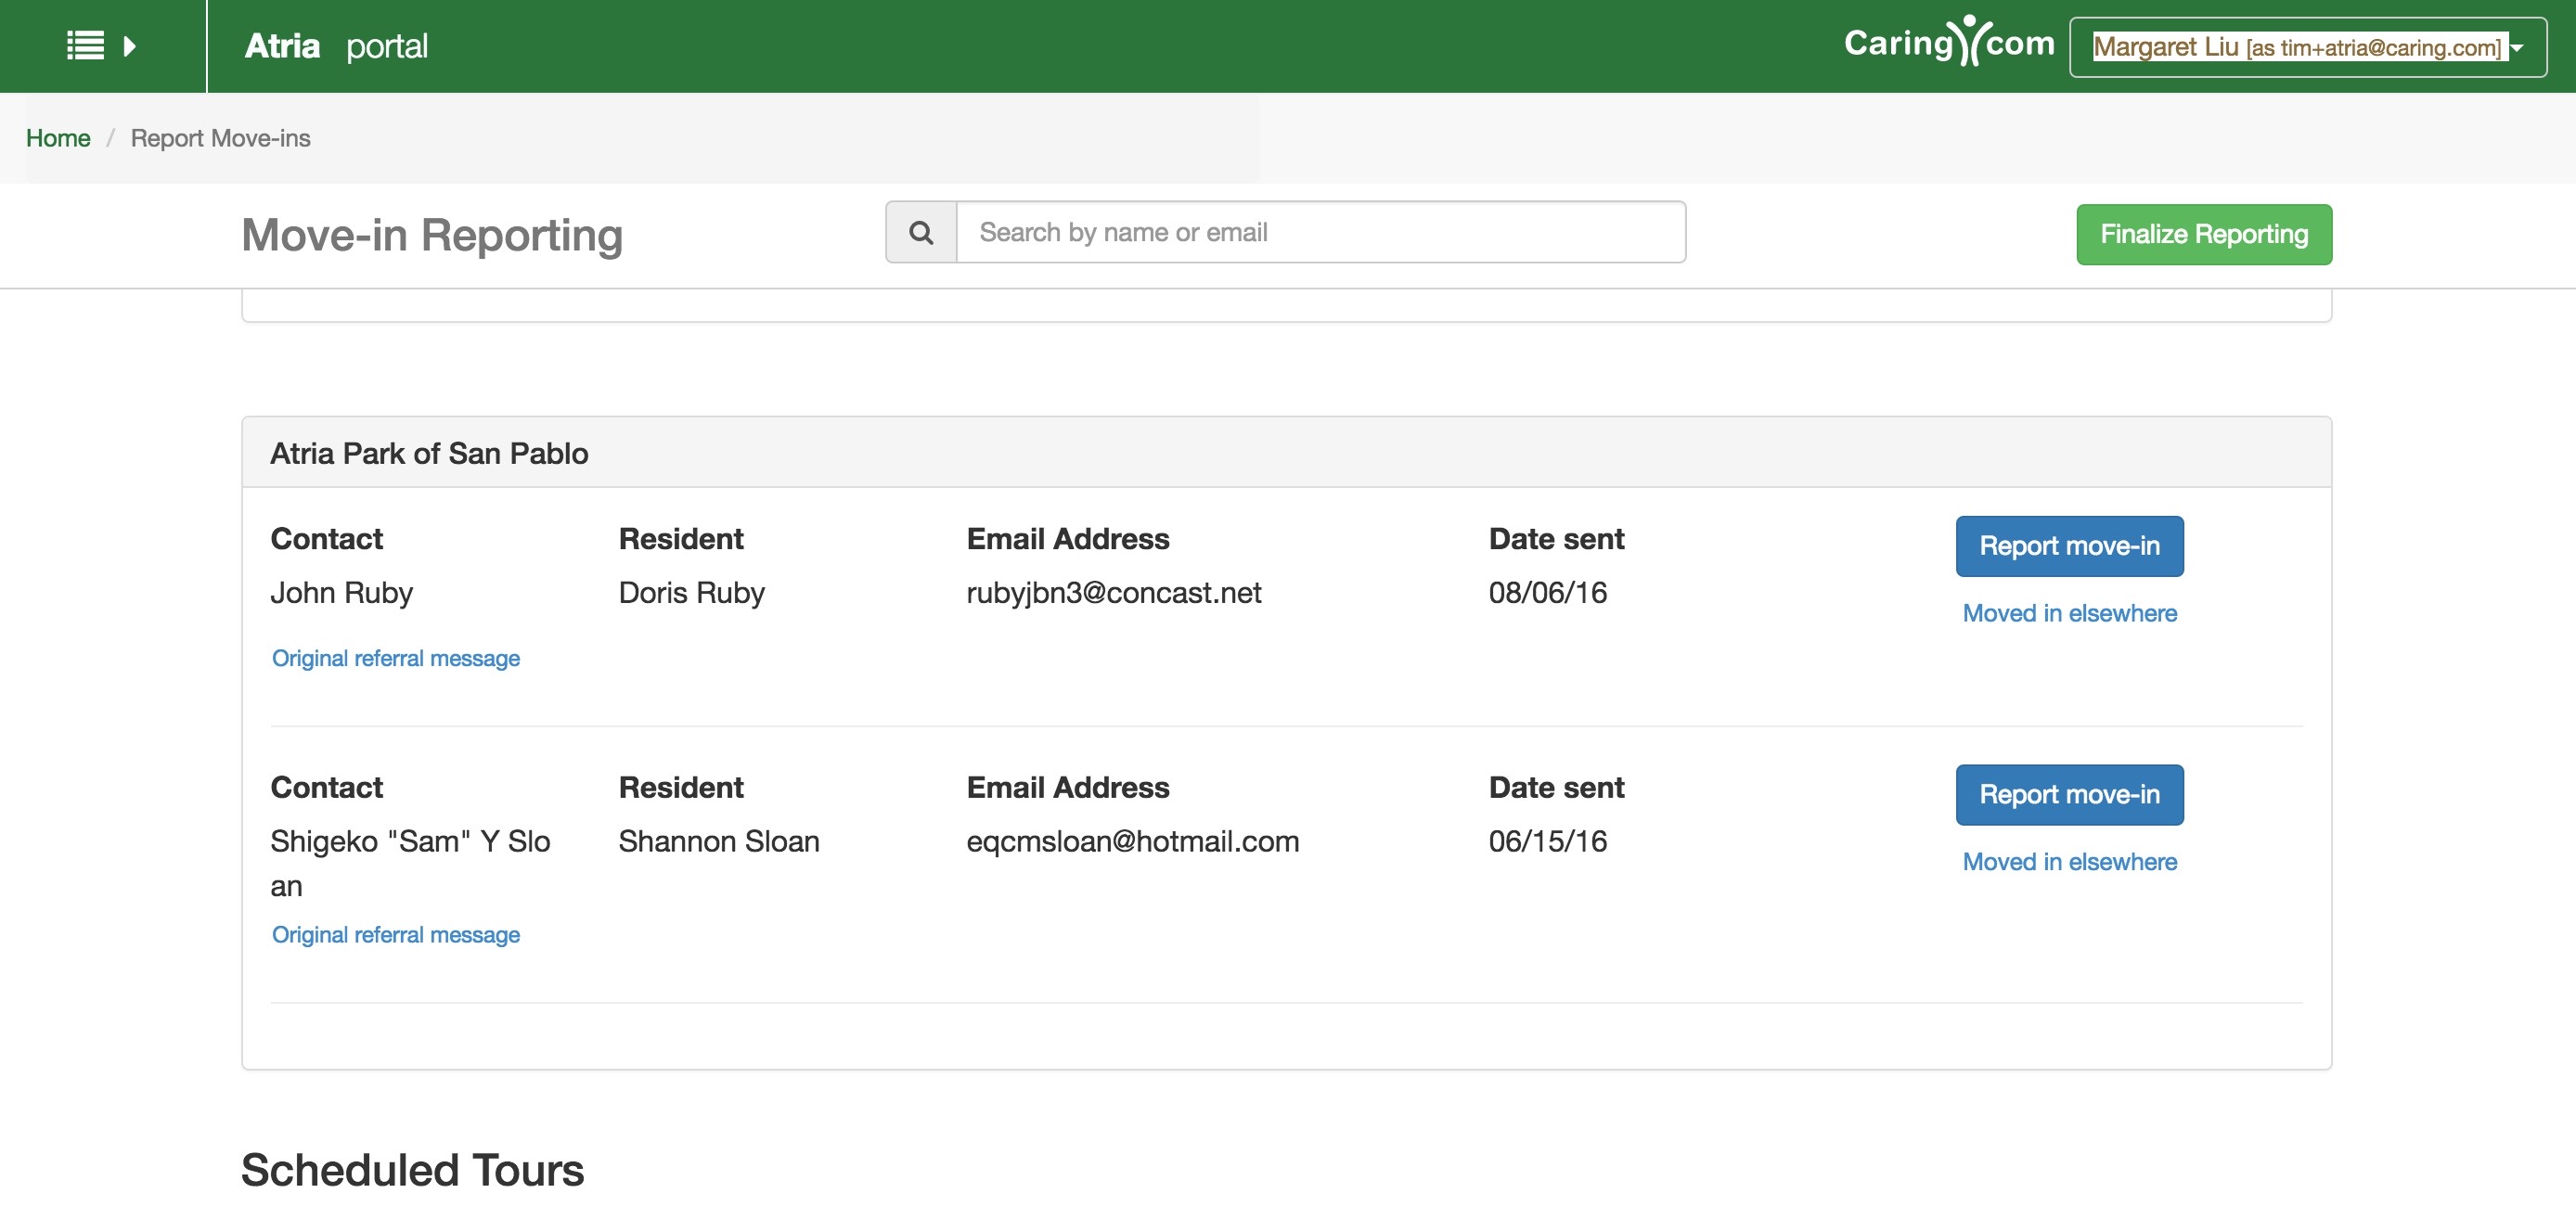 Atria portal
Caring.com
Margaret Liu [as tim+atria@caring.com]
Home / Report Move-ins
Move-in Reporting
Search by name or email
Finalize Reporting
Atria Park of San Pablo
Contact Resident Email Address Date sent
Report move-in
John Ruby Doris Ruby rubyjbn3@concast.net 08/06/16
Moved in elsewhere
Original referral message
Contact Resident Email Address Date sent
Report move-in
Shigeko "Sam" Y Slo Shannon Sloan eqcmsloan@hotmail.com 06/15/16
an
Moved in elsewhere
Original referral message
Scheduled Tours